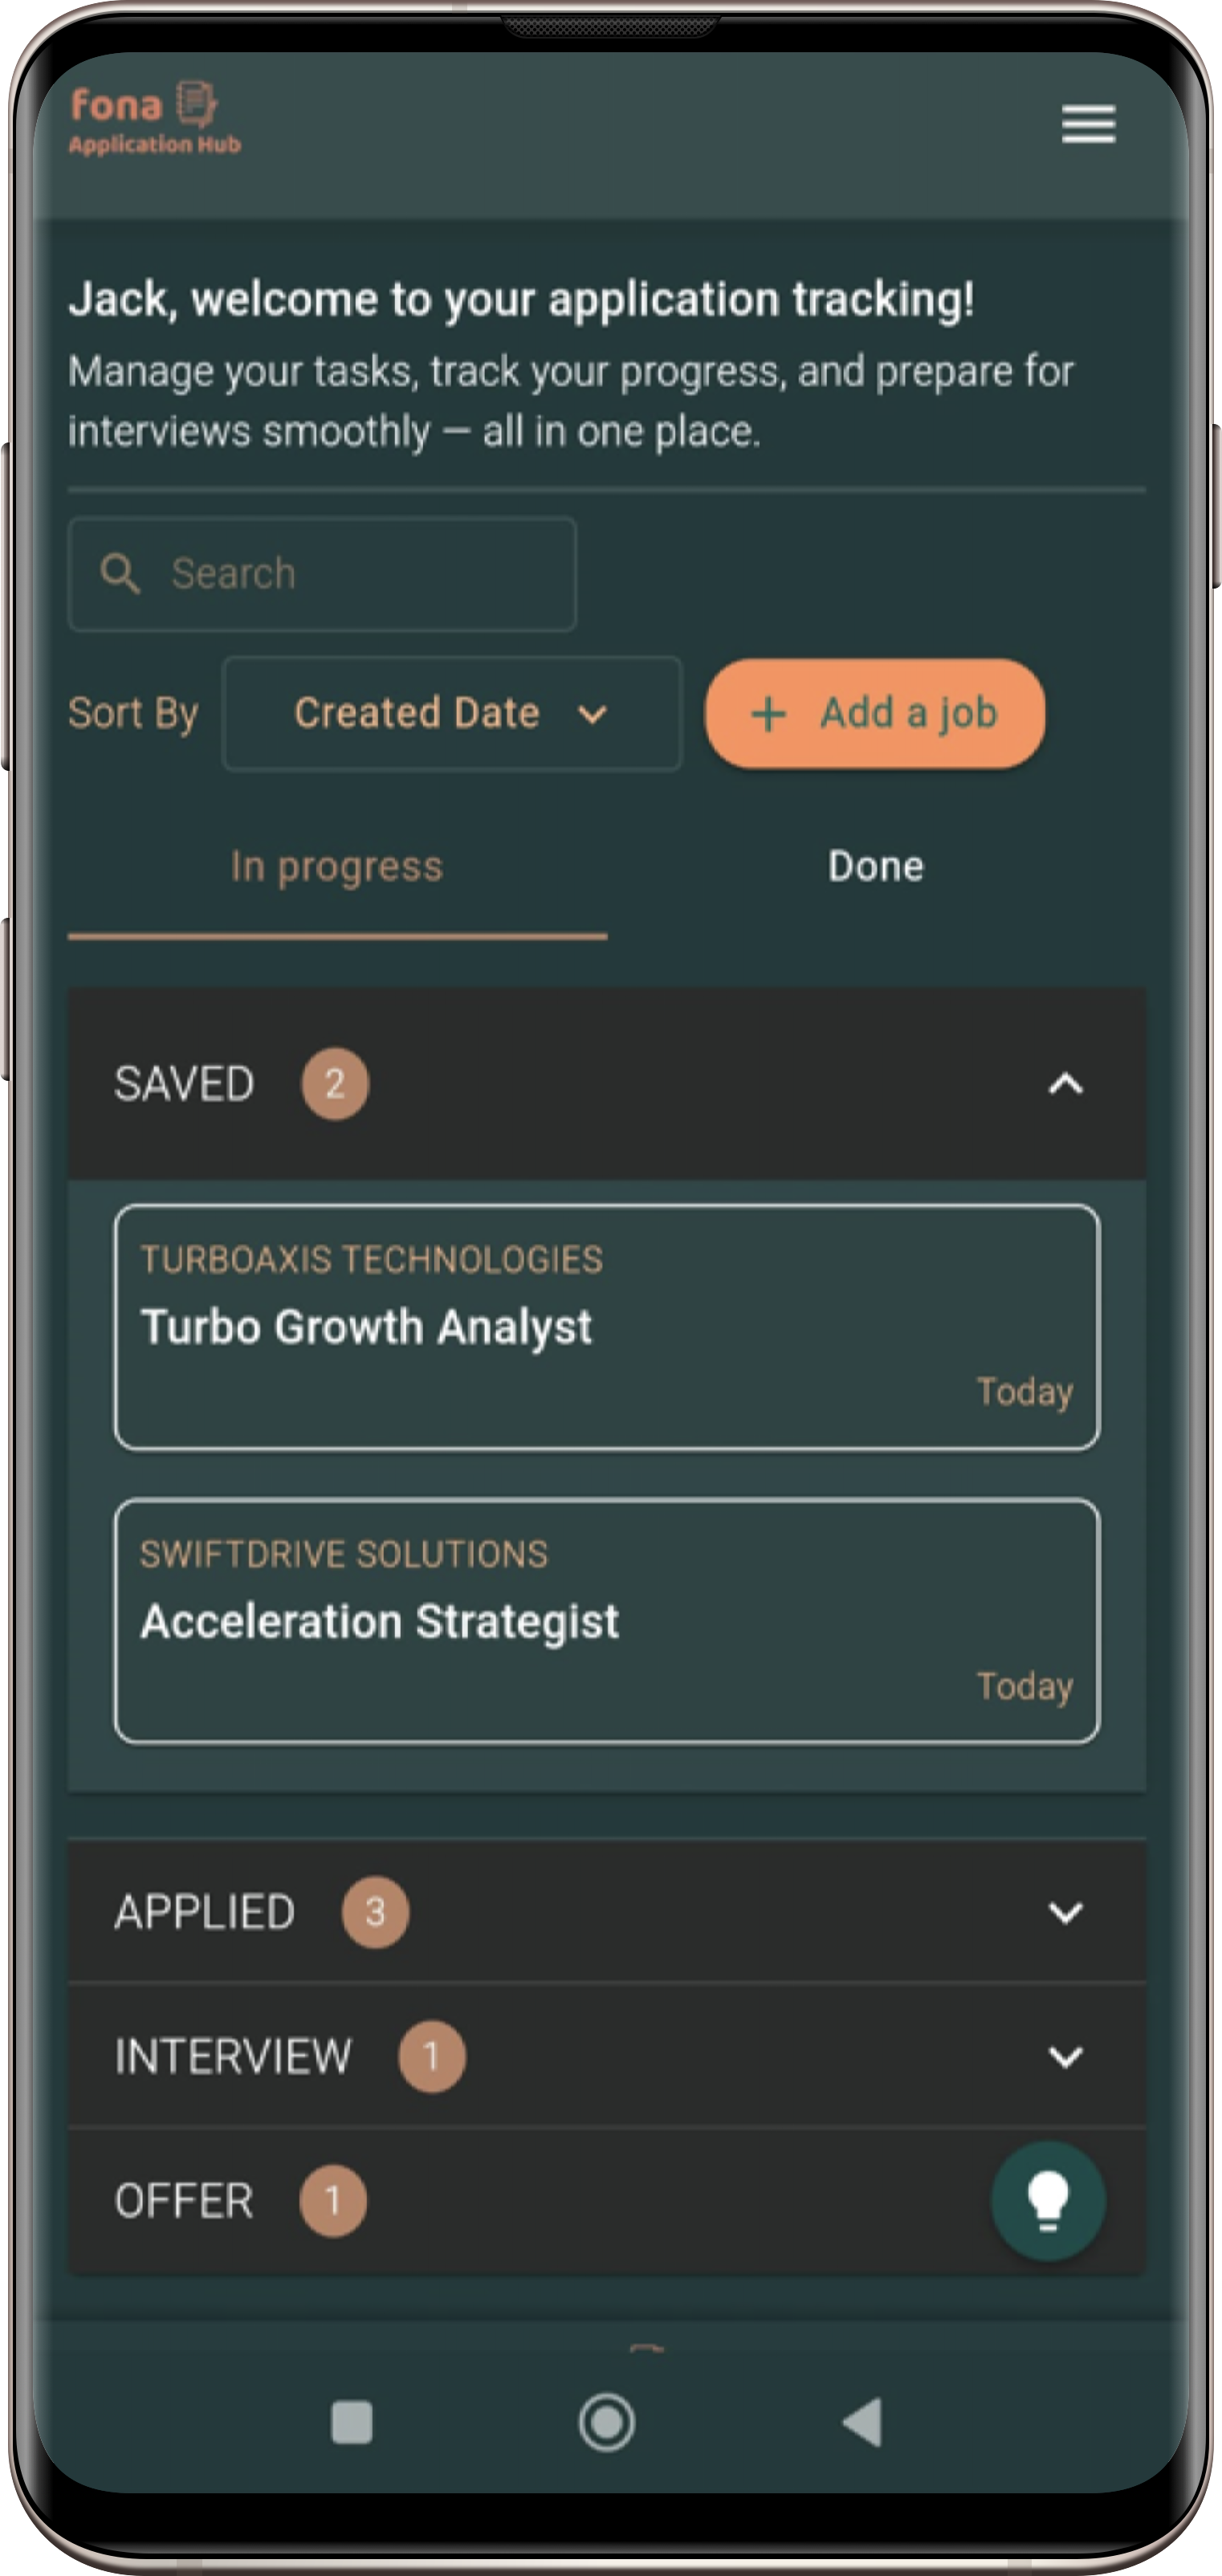 fona
Application Hub
Jack, welcome to your application tracking!
Manage your tasks, track your progress, and prepare for
interviews smoothly — all in one place.
Search
Sort By Created Date + Add a job
In progress Done
SAVED 2
TURBOAXIS TECHNOLOGIES
Turbo Growth Analyst
Today
SWIFTDRIVE SOLUTIONS
Acceleration Strategist
Today
APPLIED 3
INTERVIEW 1
OFFER 1